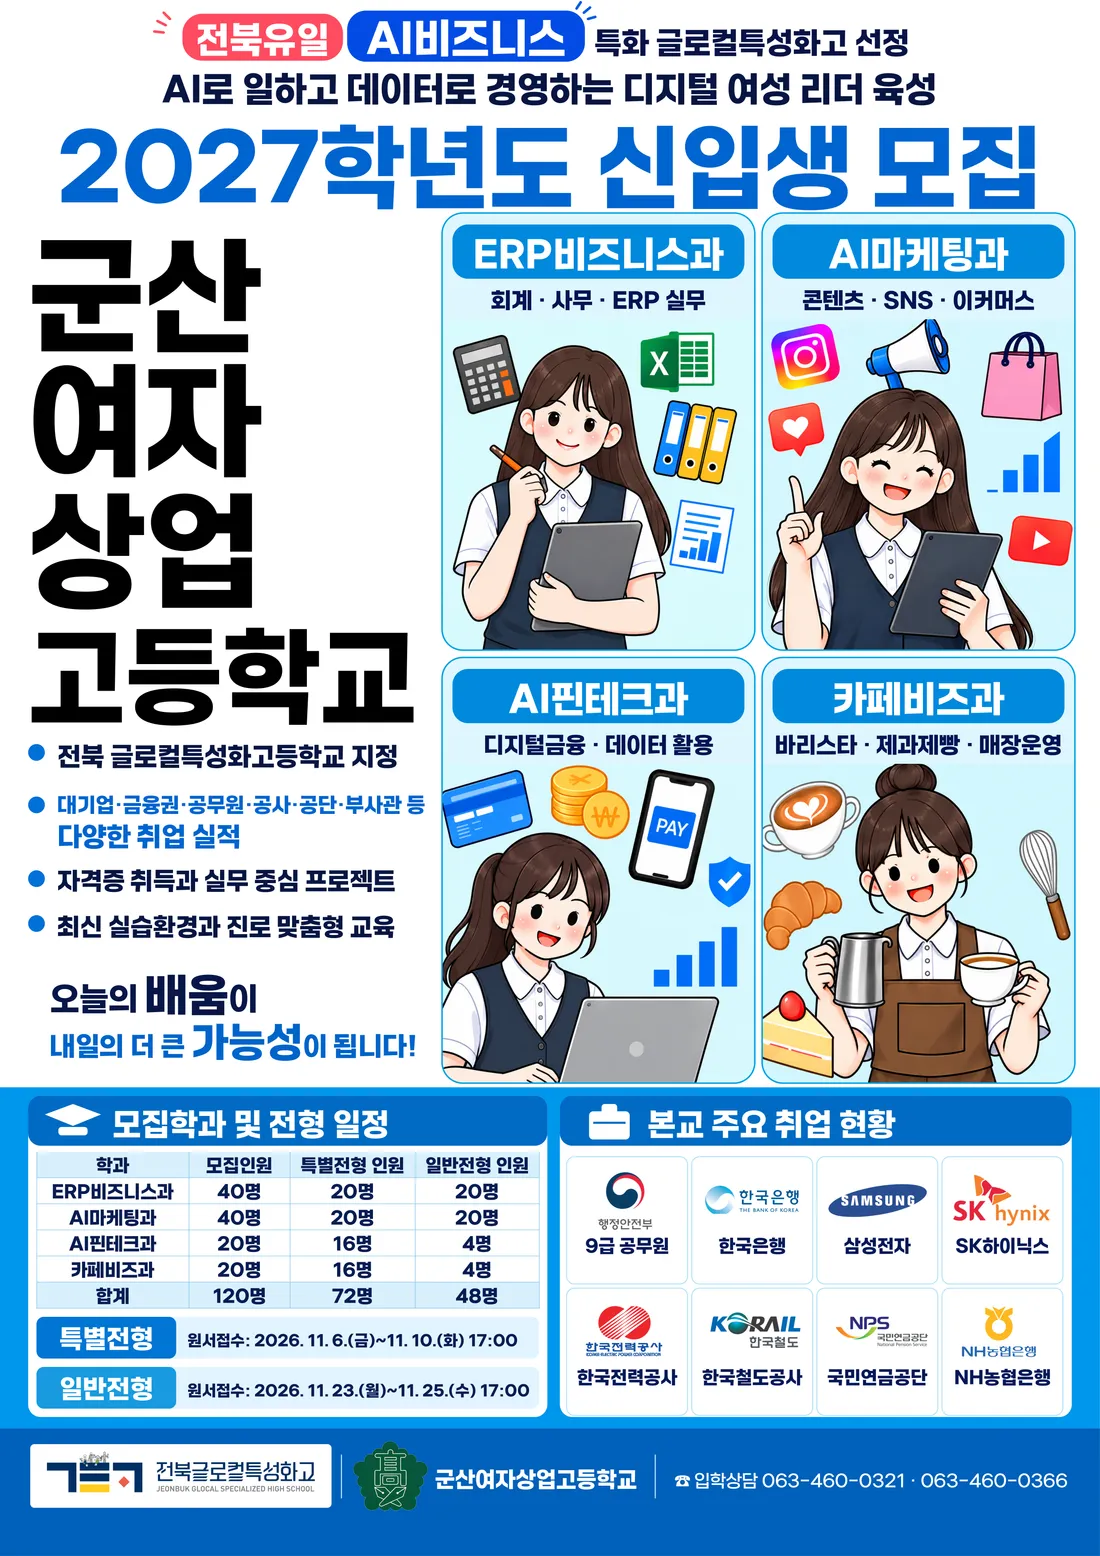 전북유일 AI비즈니스 특화 글로컬특성화고 선정
AI로 일하고 데이터로 경영하는 디지털 여성 리더 육성
2027학년도 신입생 모집
군산
여자
상업
고등학교
• 전북 글로컬특성화고등학교 지정
• 대기업·금융권·공무원·공사·공단·부사관 등
다양한 취업 실적
• 자격증 취득과 실무 중심 프로젝트
• 최신 실습환경과 진로 맞춤형 교육
오늘의 배움이
내일의 더 큰 가능성이 됩니다!
ERP비즈니스과
회계 · 사무 · ERP 실무
X
AI마케팅과
콘텐츠 · SNS · 이커머스
AI핀테크과
디지털금융 · 데이터 활용
₩
PAY
카페비즈과
바리스타 · 제과제빵 · 매장운영
모집학과 및 전형 일정
학과 모집인원 특별전형 인원 일반전형 인원
ERP비즈니스과 40명 20명 20명
AI마케팅과 40명 20명 20명
AI핀테크과 20명 16명 4명
카페비즈과 20명 16명 4명
합계 120명 72명 48명
특별전형 원서접수: 2026. 11. 6.(금)~11. 10.(화) 17:00
일반전형 원서접수: 2026. 11. 23.(월)~11. 25.(수) 17:00
본교 주요 취업 현황
행정안전부
9급 공무원
한국은행
THE BANK OF KOREA
한국은행
SAMSUNG
삼성전자
SK hynix
SK하이닉스
한국전력공사
KOREA ELECTRIC POWER CORPORATION
한국전력공사
KORAIL
한국철도
한국철도공사
NPS
국민연금공단
National Pension Service
국민연금공단
NH농협은행
NH농협은행
전북글로컬특성화고
JEONBUK GLOCAL SPECIALIZED HIGH SCHOOL
高
女
군산여자상업고등학교
☎ 입학상담 063-460-0321 · 063-460-0366